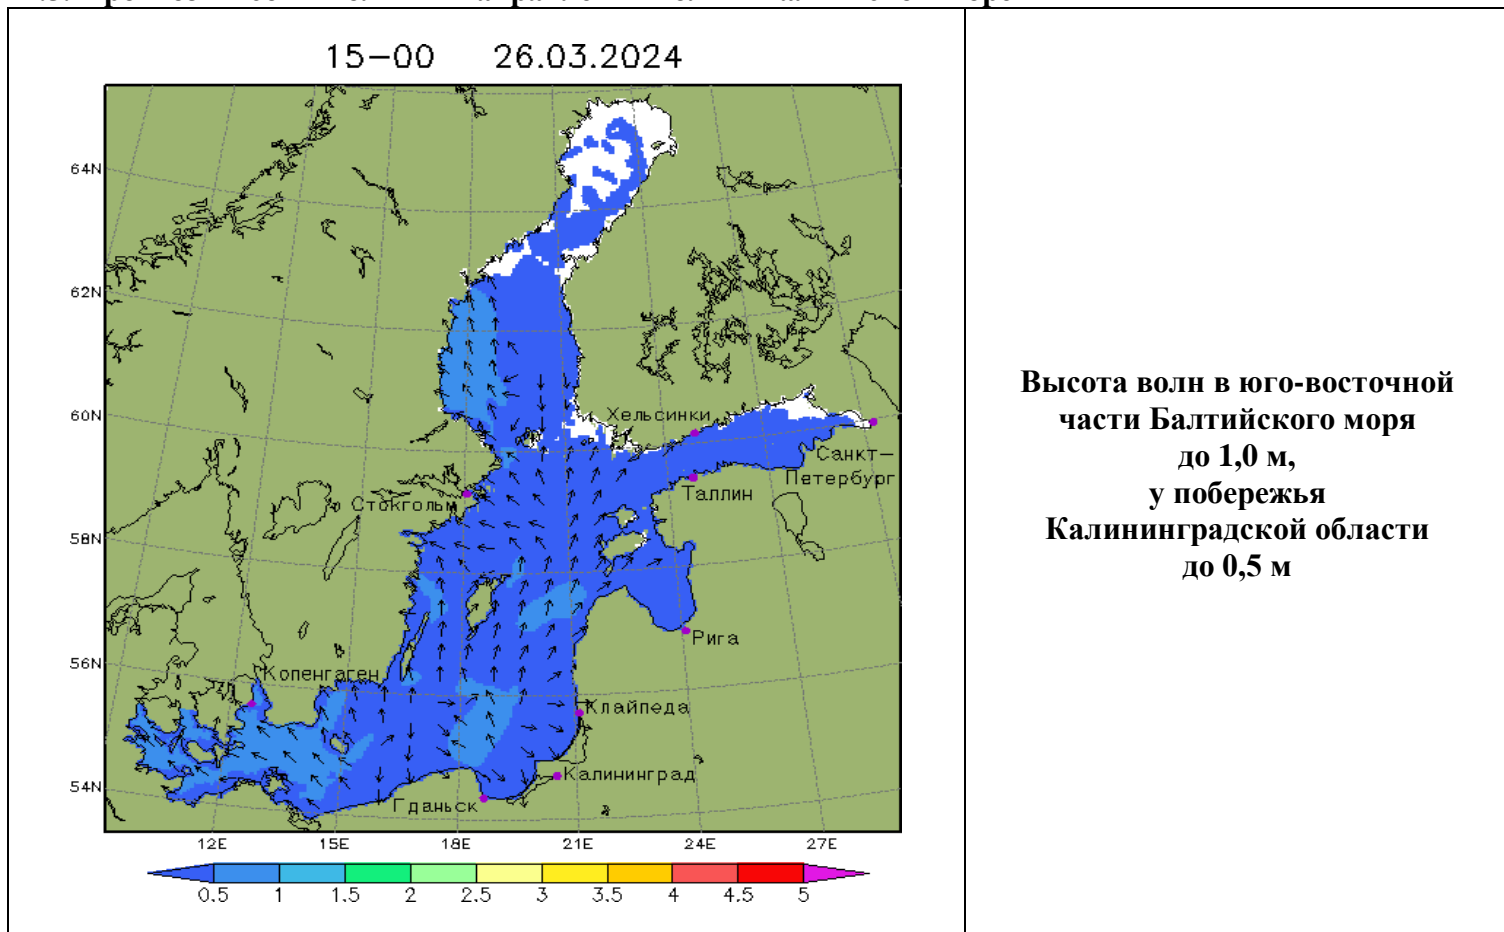 15-00 26.03.2024
64N
62N
60N
58N
56N
54N
Хельсинки
Санкт-
Петербург
Таллин
Стокгольм
Рига
Копенгаген
Клайпеда
Калининград
Гданьск
12E 15E 18E 21E 24E 27E
0.5 1 1.5 2 2.5 3 3.5 4 4.5 5
Высота волн в юго-восточной
части Балтийского моря
до 1,0 м,
у побережья
Калининградской области
до 0,5 м